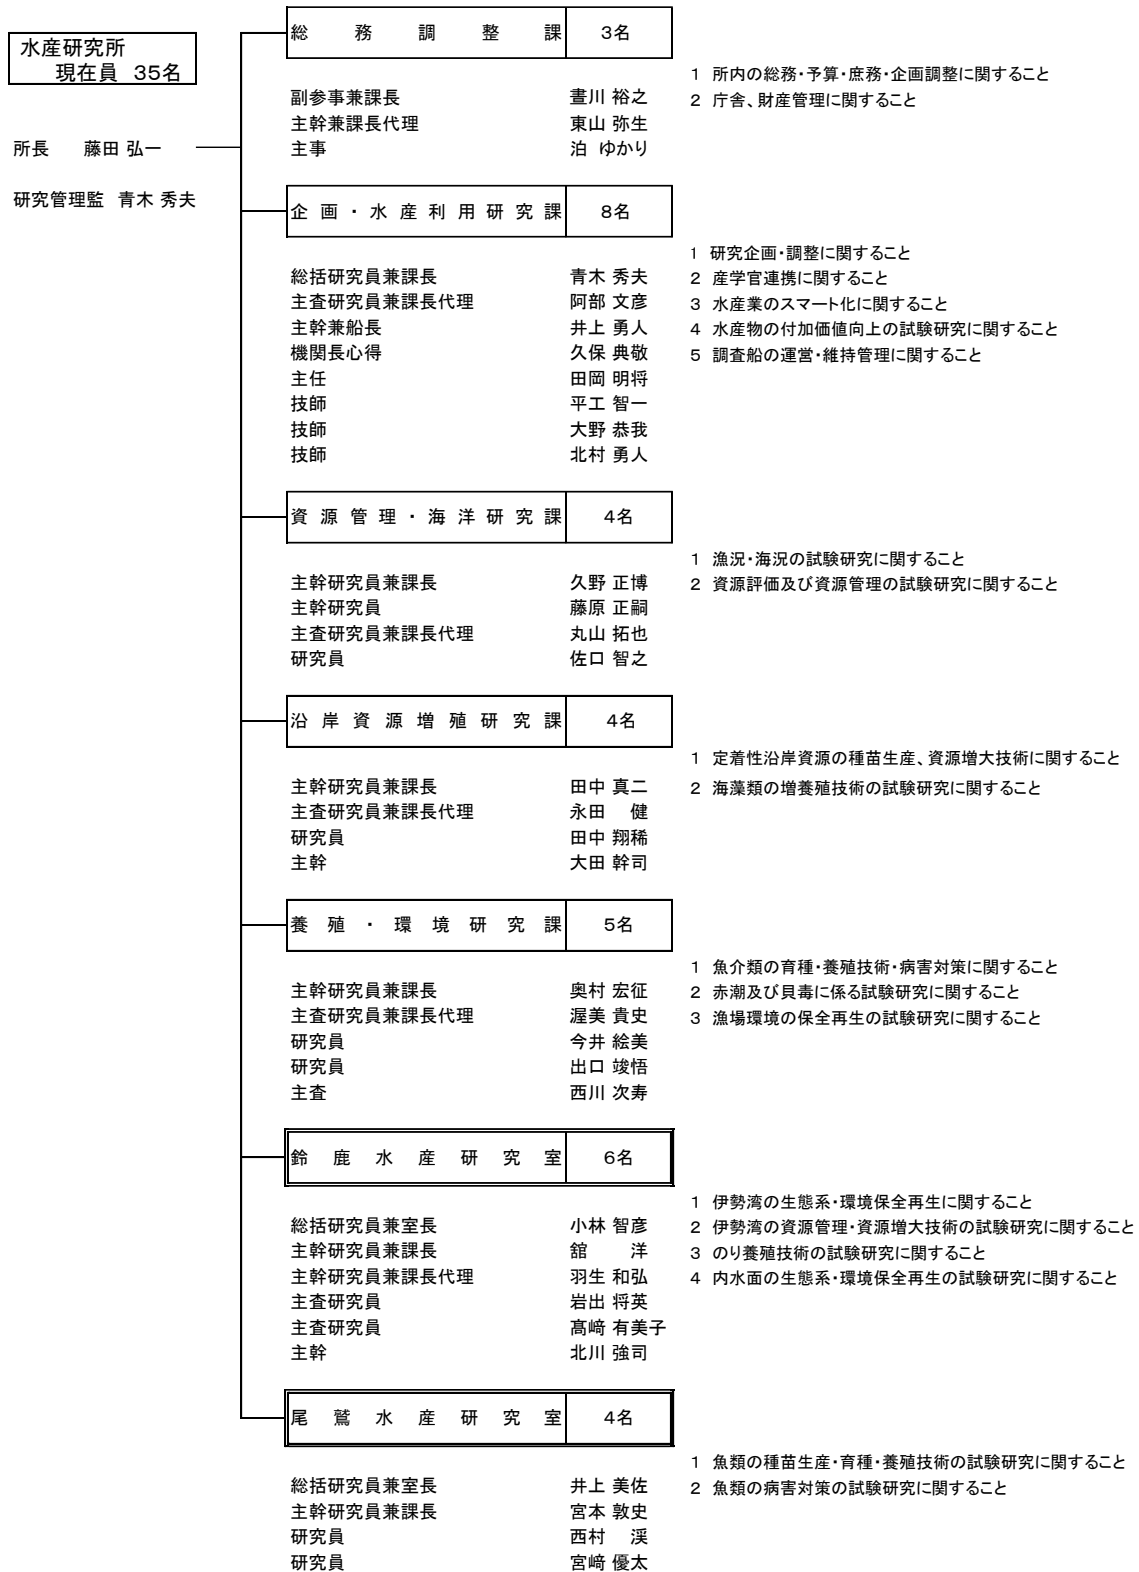 水産研究所
現在員 35名
所長 藤田 弘一
研究管理監 青木 秀夫
総務調整課 3名
1 所内の総務・予算・庶務・企画調整に関すること
副参事兼課長 晝川 裕之
2 庁舎、財産管理に関すること
主幹兼課長代理 東山 弥生
主事 泊 ゆかり
企画・水産利用研究課 8名
1 研究企画・調整に関すること
総括研究員兼課長 青木 秀夫
2 産学官連携に関すること
主査研究員兼課長代理 阿部 文彦
3 水産業のスマート化に関すること
主幹兼船長 井上 勇人
4 水産物の付加価値向上の試験研究に関すること
機関長心得 久保 典敬
5 調査船の運営・維持管理に関すること
主任 田岡 明将
技師 平工 智一
技師 大野 恭我
技師 北村 勇人
資源管理・海洋研究課 4名
1 漁況・海況の試験研究に関すること
主幹研究員兼課長 久野 正博
2 資源評価及び資源管理の試験研究に関すること
主幹研究員 藤原 正嗣
主査研究員兼課長代理 丸山 拓也
研究員 佐口 智之
沿岸資源増殖研究課 4名
1 定着性沿岸資源の種苗生産、資源増大技術に関すること
主幹研究員兼課長 田中 真二
2 海藻類の増養殖技術の試験研究に関すること
主査研究員兼課長代理 永田 健
研究員 田中 翔稀
主幹 大田 幹司
養殖・環境研究課 5名
1 魚介類の育種・養殖技術・病害対策に関すること
主幹研究員兼課長 奥村 宏征
2 赤潮及び貝毒に係る試験研究に関すること
主査研究員兼課長代理 渥美 貴史
3 漁場環境の保全再生の試験研究に関すること
研究員 今井 絵美
研究員 出口 竣悟
主査 西川 次寿
鈴鹿水産研究室 6名
1 伊勢湾の生態系・環境保全再生に関すること
総括研究員兼室長 小林 智彦
2 伊勢湾の資源管理・資源増大技術の試験研究に関すること
主幹研究員兼課長 舘 洋
3 のり養殖技術の試験研究に関すること
主幹研究員兼課長代理 羽生 和弘
4 内水面の生態系・環境保全再生の試験研究に関すること
主査研究員 岩出 将英
主査研究員 髙﨑 有美子
主幹 北川 強司
尾鷲水産研究室 4名
1 魚類の種苗生産・育種・養殖技術の試験研究に関すること
総括研究員兼室長 井上 美佐
2 魚類の病害対策の試験研究に関すること
主幹研究員兼課長 宮本 敦史
研究員 西村 渓
研究員 宮﨑 優太